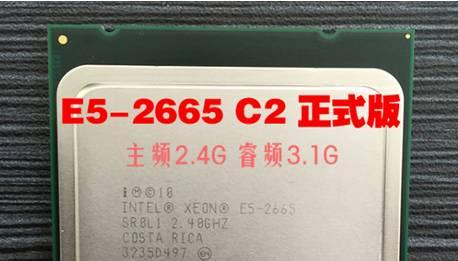 E5-2665 C2 正式版
主频2.4G 睿频3.1G
i Ⓜ©10
INTEL® XEON® E5-2665
SR0L1 2.40GHZ
COSTA RICA
3235D497 e4